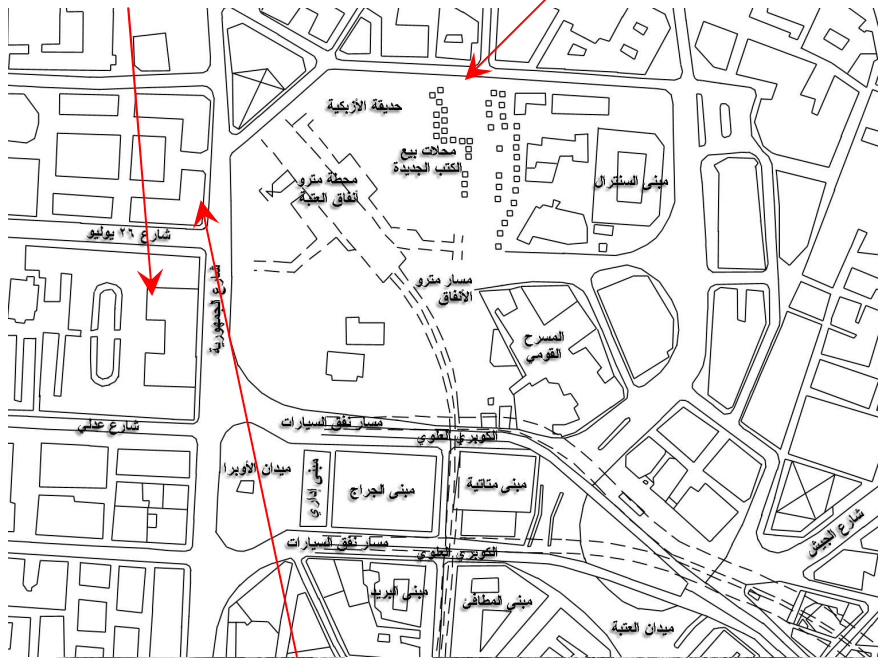 حديقة الأزبكية
محلات بيع
الكتب الجديدة
محطة مترو
أنفاق العتبة
مبنى السنترال
شارع ٢٦ يوليو
شارع الجمهورية
مسار مترو
الأنفاق
المسرح
القومي
شارع عدلي
مسار نفق السيارات
الكوبري العلوي
ميدان الأوبرا
مبنى إداري
مبنى الجراج
مبنى متاتية
شارع الجيش
مسار نفق السيارات
الكوبري العلوي
مبنى البريد
مبنى المطافئ
ميدان العتبة